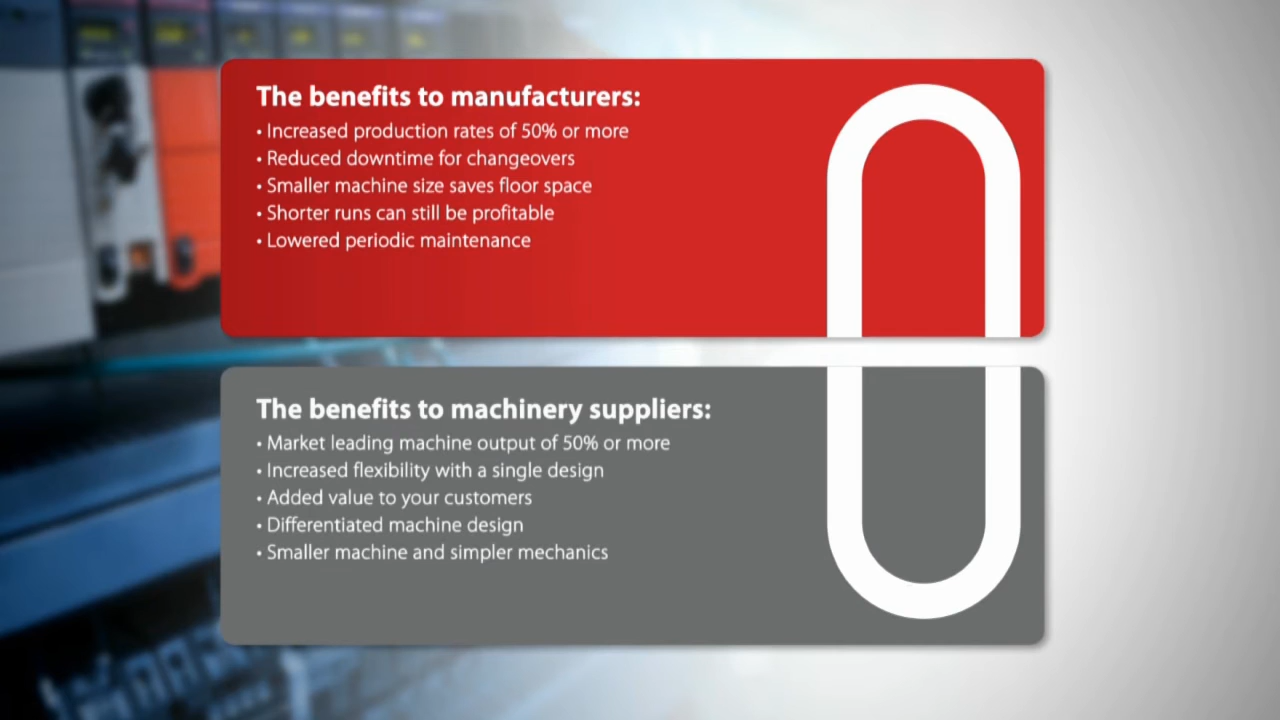 The benefits to manufacturers:
• Increased production rates of 50% or more
• Reduced downtime for changeovers
• Smaller machine size saves floor space
• Shorter runs can still be profitable
• Lowered periodic maintenance
The benefits to machinery suppliers:
• Market leading machine output of 50% or more
• Increased flexibility with a single design
• Added value to your customers
• Differentiated machine design
• Smaller machine and simpler mechanics